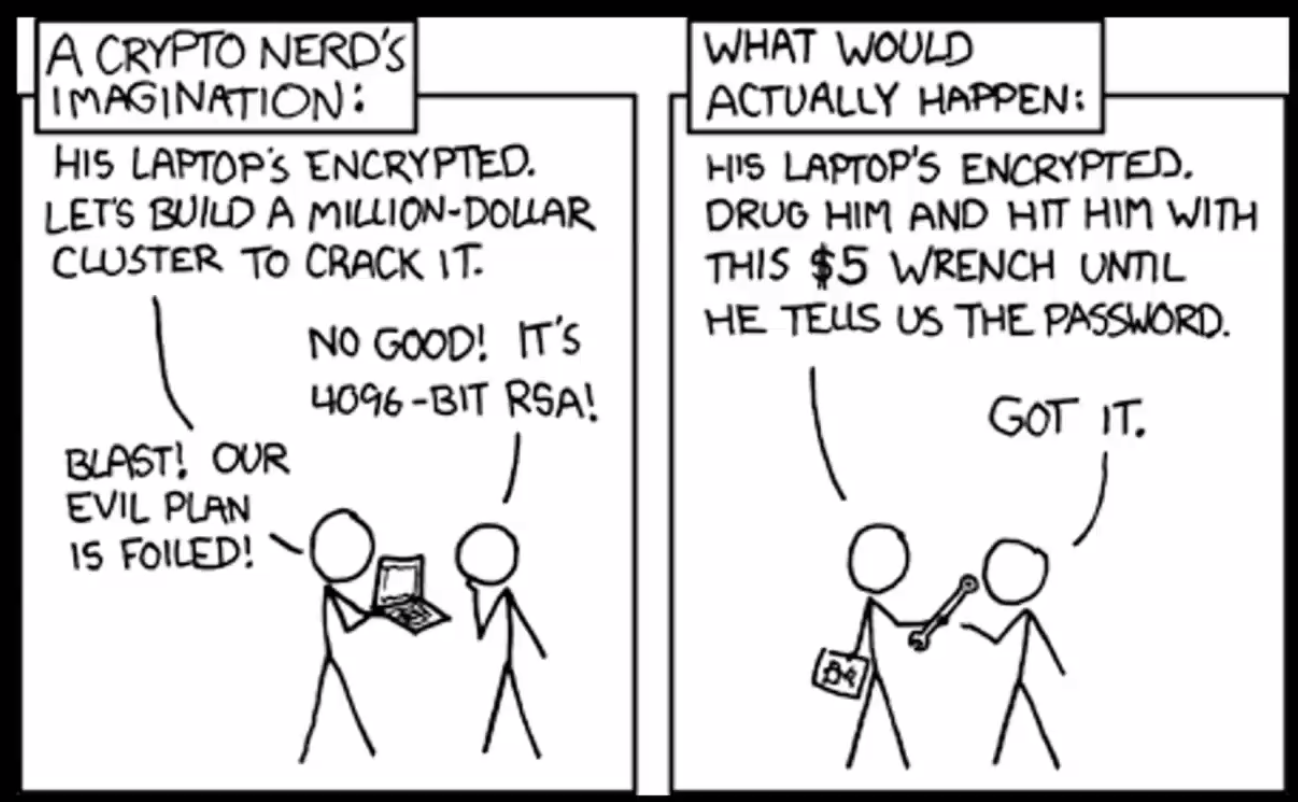 A CRYPTO NERD'S
IMAGINATION:
HIS LAPTOP'S ENCRYPTED.
LET'S BUILD A MILLION-DOLLAR
CLUSTER TO CRACK IT.
NO GOOD! IT'S
4096-BIT RSA!
BLAST! OUR
EVIL PLAN
IS FOILED!
WHAT WOULD
ACTUALLY HAPPEN:
HIS LAPTOP'S ENCRYPTED.
DRUG HIM AND HIT HIM WITH
THIS $5 WRENCH UNTIL
HE TELLS US THE PASSWORD.
GOT IT.